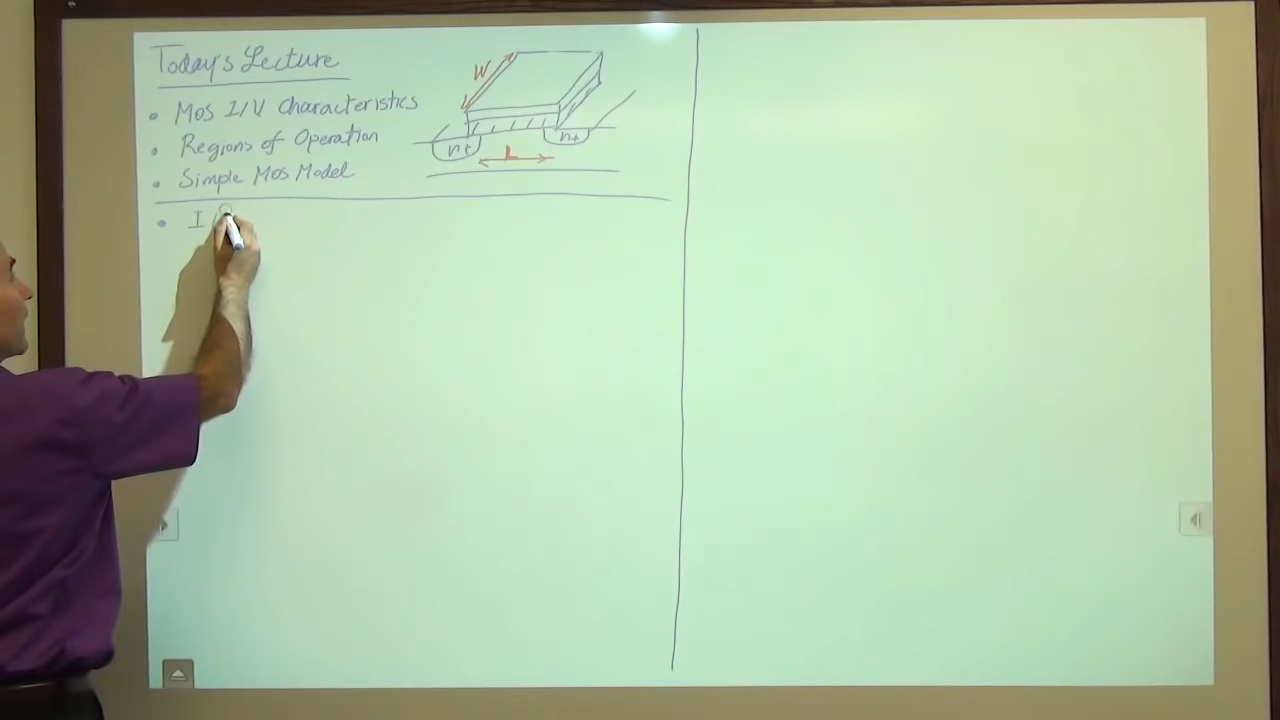 Today's Lecture
• Mos I/V Characteristics
• Regions of Operation
• Simple Mos Model
W
n+ n+
L
• I